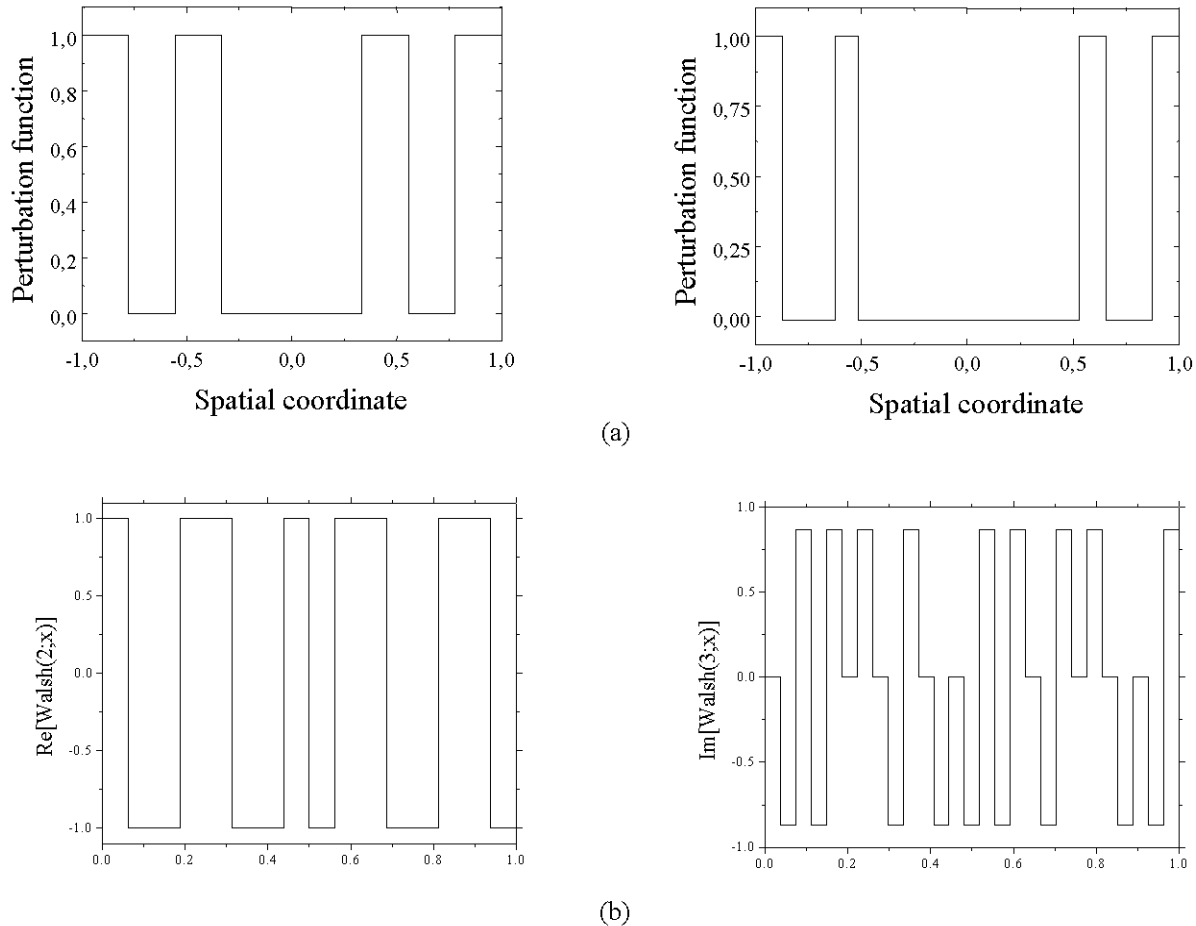 Perturbation function
1,0
0,8
0,6
0,4
0,2
0,0
-1,0 -0,5 0,0 0,5 1,0
Spatial coordinate
Perturbation function
1,00
0,75
0,50
0,25
0,00
-1,0 -0,5 0,0 0,5 1,0
Spatial coordinate
(a)
Re[Walsh(2;x)]
1.0
0.5
0.0
-0.5
-1.0
0.0 0.2 0.4 0.6 0.8 1.0
Im[Walsh(3;x)]
1.0
0.5
0.0
-0.5
-1.0
0.0 0.2 0.4 0.6 0.8 1.0
(b)